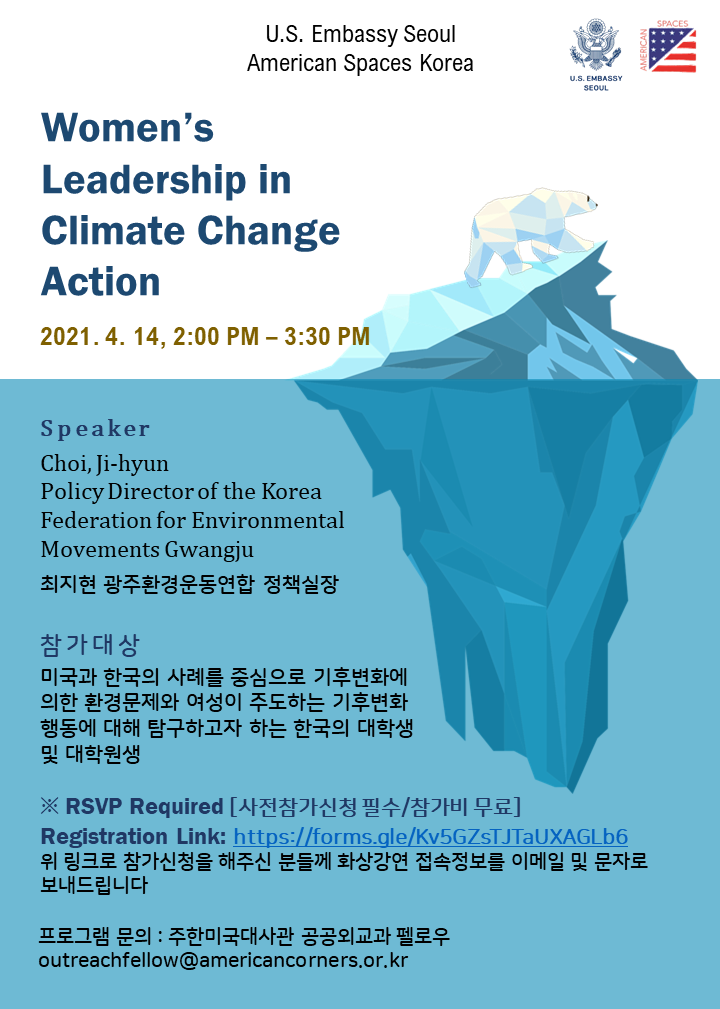 U.S. Embassy Seoul
American Spaces Korea
U.S. EMBASSY
SEOUL
AMERICAN
SPACES
Women's
Leadership in
Climate Change
Action
2021. 4. 14, 2:00 PM – 3:30 PM
Speaker
Choi, Ji-hyun
Policy Director of the Korea
Federation for Environmental
Movements Gwangju
최지현 광주환경운동연합 정책실장
참가대상
미국과 한국의 사례를 중심으로 기후변화에
의한 환경문제와 여성이 주도하는 기후변화
행동에 대해 탐구하고자 하는 한국의 대학생
및 대학원생
※ RSVP Required [사전참가신청 필수/참가비 무료]
Registration Link: https://forms.gle/Kv5GZsTJTaUXAGLb6
위 링크로 참가신청을 해주신 분들께 화상강연 접속정보를 이메일 및 문자로
보내드립니다
프로그램 문의 : 주한미국대사관 공공외교과 펠로우
outreachfellow@americancorners.or.kr